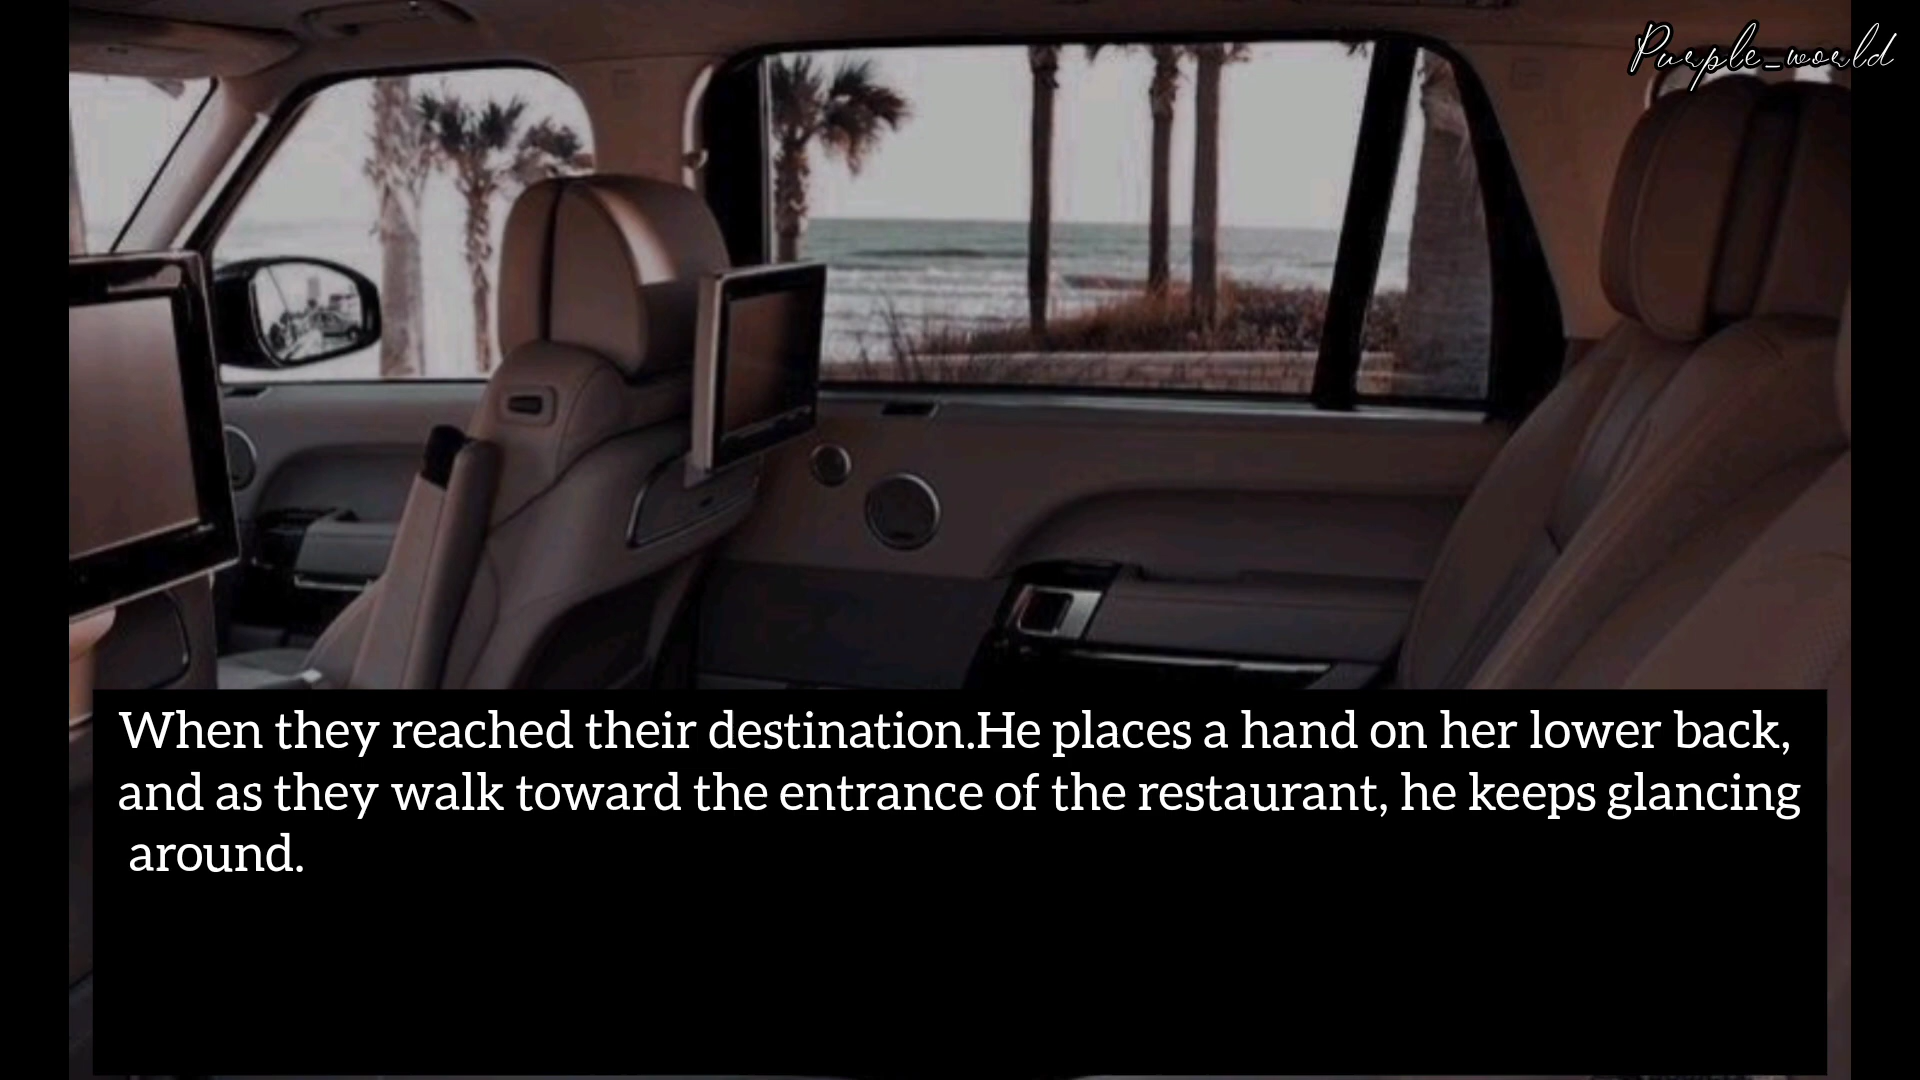 Purple_world
When they reached their destination.He places a hand on her lower back,
and as they walk toward the entrance of the restaurant, he keeps glancing
around.